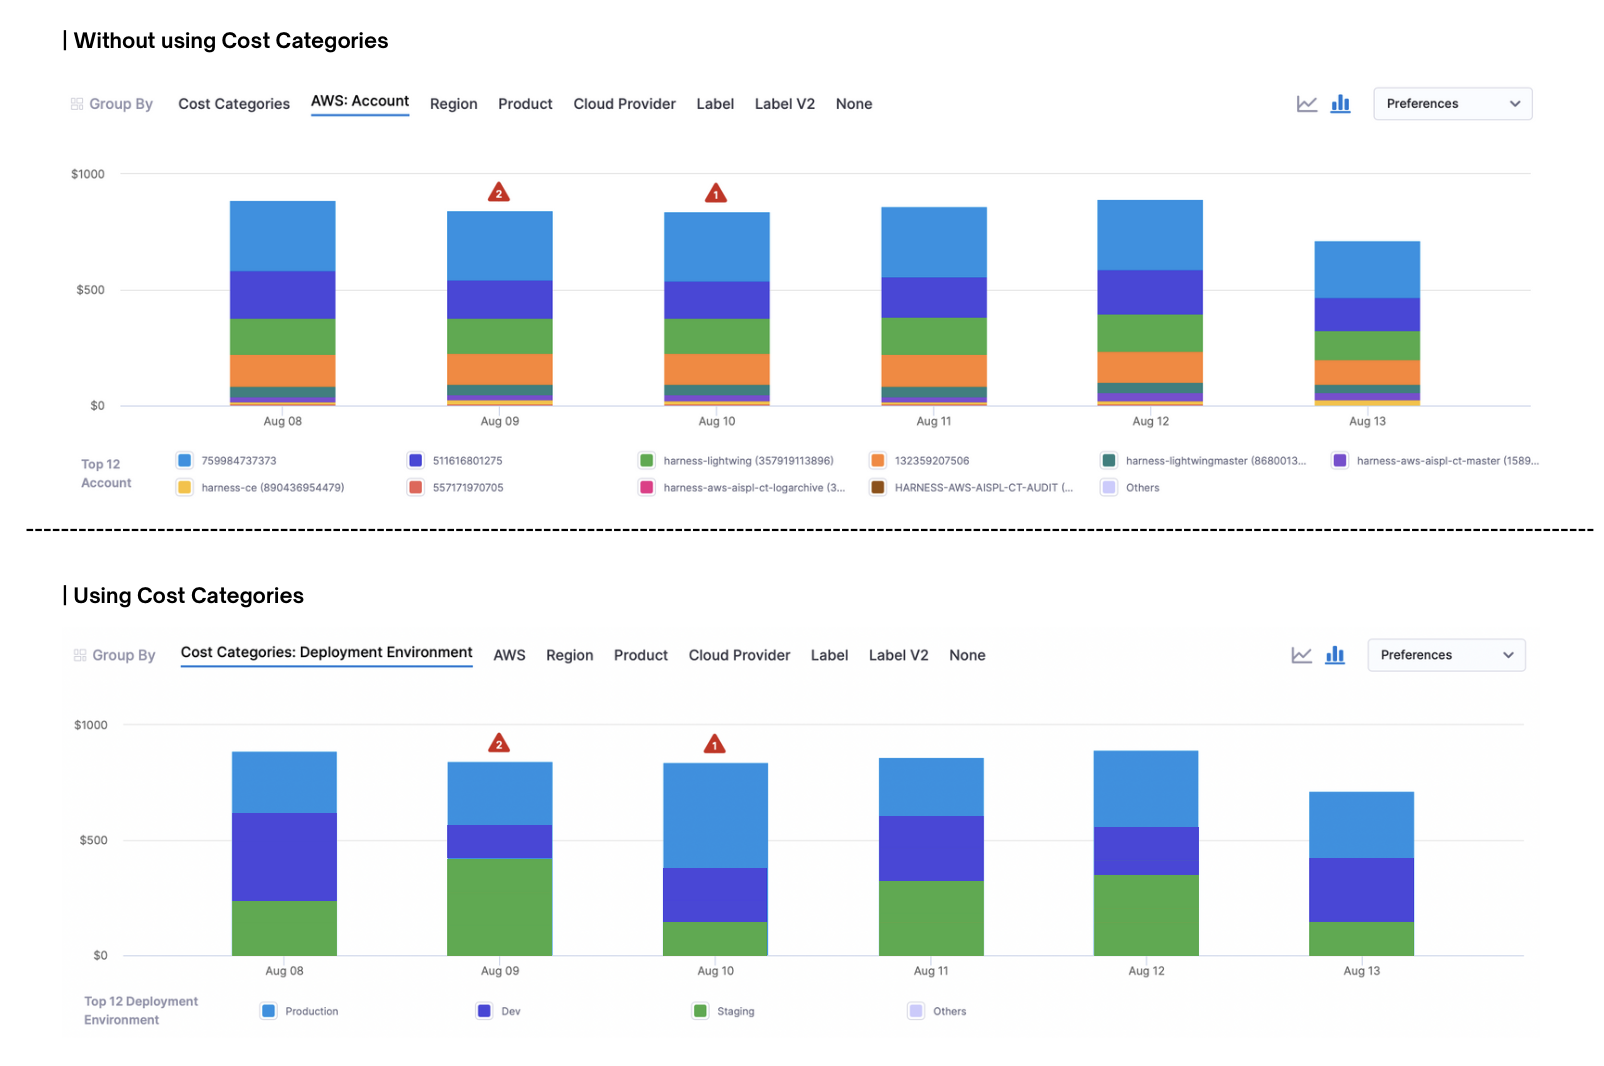 | Without using Cost Categories
Group By Cost Categories AWS: Account Region Product Cloud Provider Label Label V2 None Preferences
$1000
2 1
$500
$0
Aug 08 Aug 09 Aug 10 Aug 11 Aug 12 Aug 13
Top 12 Account
759984737373 511616801275 harness-lightwing (357919113896) 132359207506 harness-lightwingmaster (8680013... harness-aws-aispl-ct-master (1589...
harness-ce (890436954479) 557171970705 harness-aws-aispl-ct-logarchive (3... HARNESS-AWS-AISPL-CT-AUDIT (... Others
| Using Cost Categories
Group By Cost Categories: Deployment Environment AWS Region Product Cloud Provider Label Label V2 None Preferences
$1000
2 1
$500
$0
Aug 08 Aug 09 Aug 10 Aug 11 Aug 12 Aug 13
Top 12 Deployment
Environment
Production Dev Staging Others